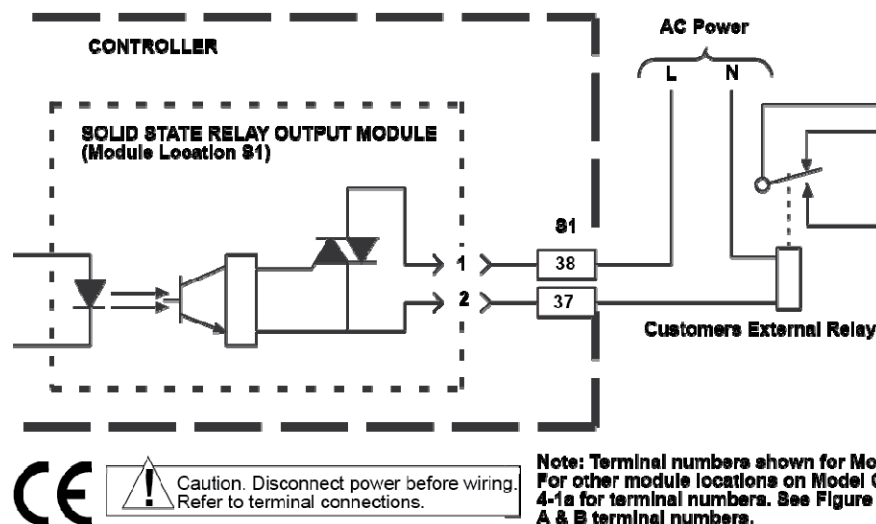 CONTROLLER
AC Power
L N
SOLID STATE RELAY OUTPUT MODULE
(Module Location S1)
S1
1
38
2
37
Customers External Relay
CE
Caution. Disconnect power before wiring.
Refer to terminal connections.
Note: Terminal numbers shown for Mo
For other module locations on Model
4-1a for terminal numbers. See Figure
A & B terminal numbers.